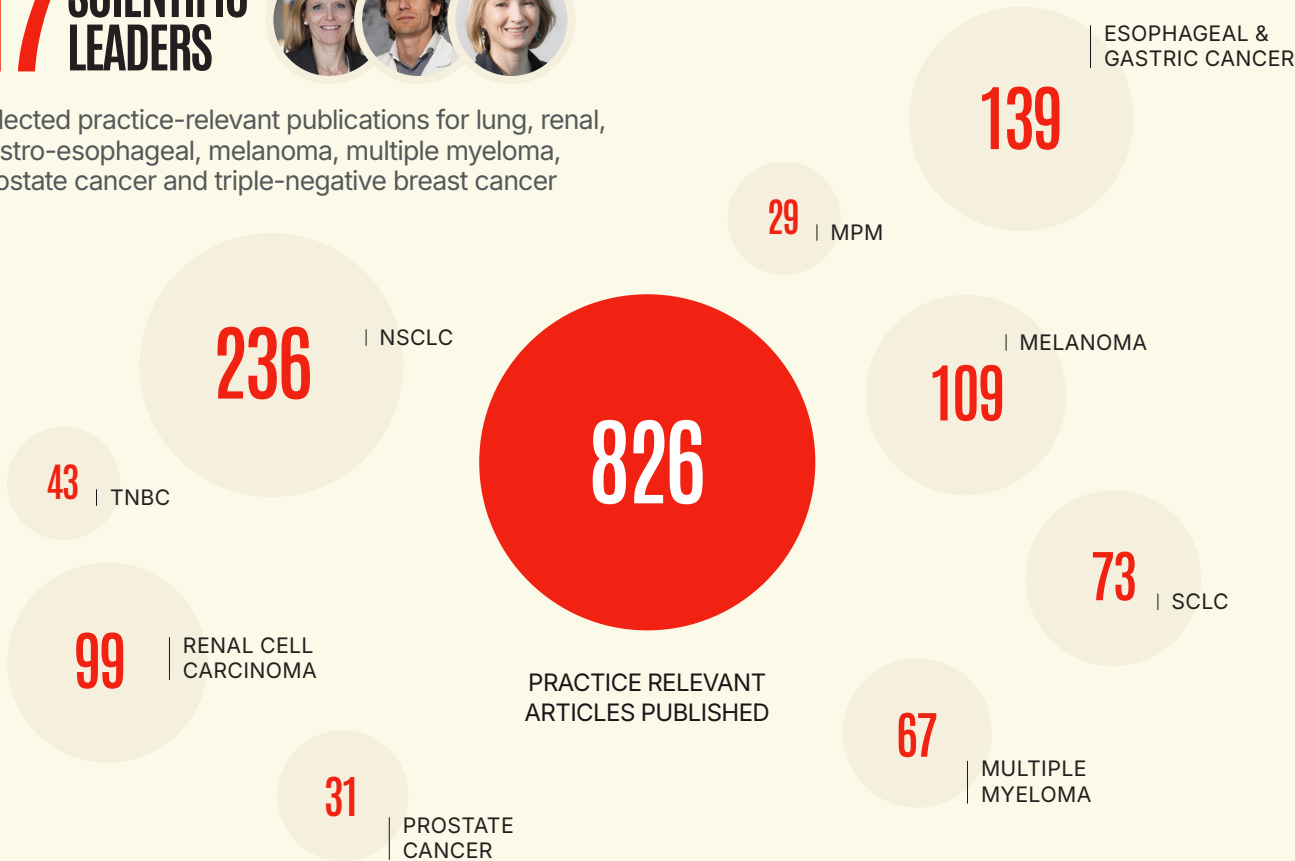 17 SCIENTIFIC
LEADERS
lected practice-relevant publications for lung, renal,
stro-esophageal, melanoma, multiple myeloma,
ostate cancer and triple-negative breast cancer
ESOPHAGEAL &
GASTRIC CANCER
139
29
MPM
236
NSCLC
MELANOMA
109
826
43
TNBC
73
SCLC
99
RENAL CELL
CARCINOMA
PRACTICE RELEVANT
ARTICLES PUBLISHED
67
MULTIPLE
MYELOMA
31
PROSTATE
CANCER